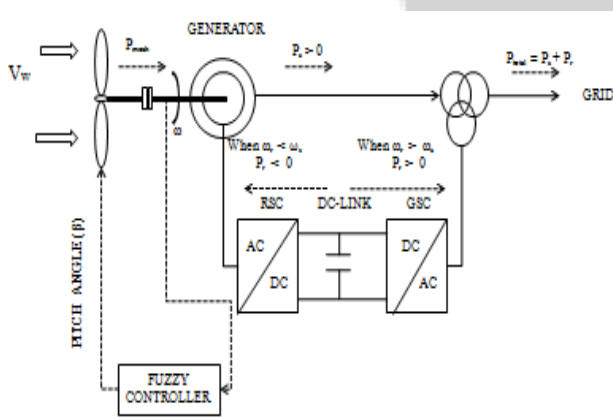 GENERATOR
Pₘₑcₕ
Pₛ > 0
Pₜₒₜₐₗ = Pₛ + Pᵣ
V_W
GRID
ω
When ωᵣ < ωₛ
Pᵣ < 0
When ωᵣ > ωₛ
Pᵣ > 0
RSC
DC-LINK
GSC
AC
DC
DC
AC
PITCH ANGLE (β)
FUZZY
CONTROLLER